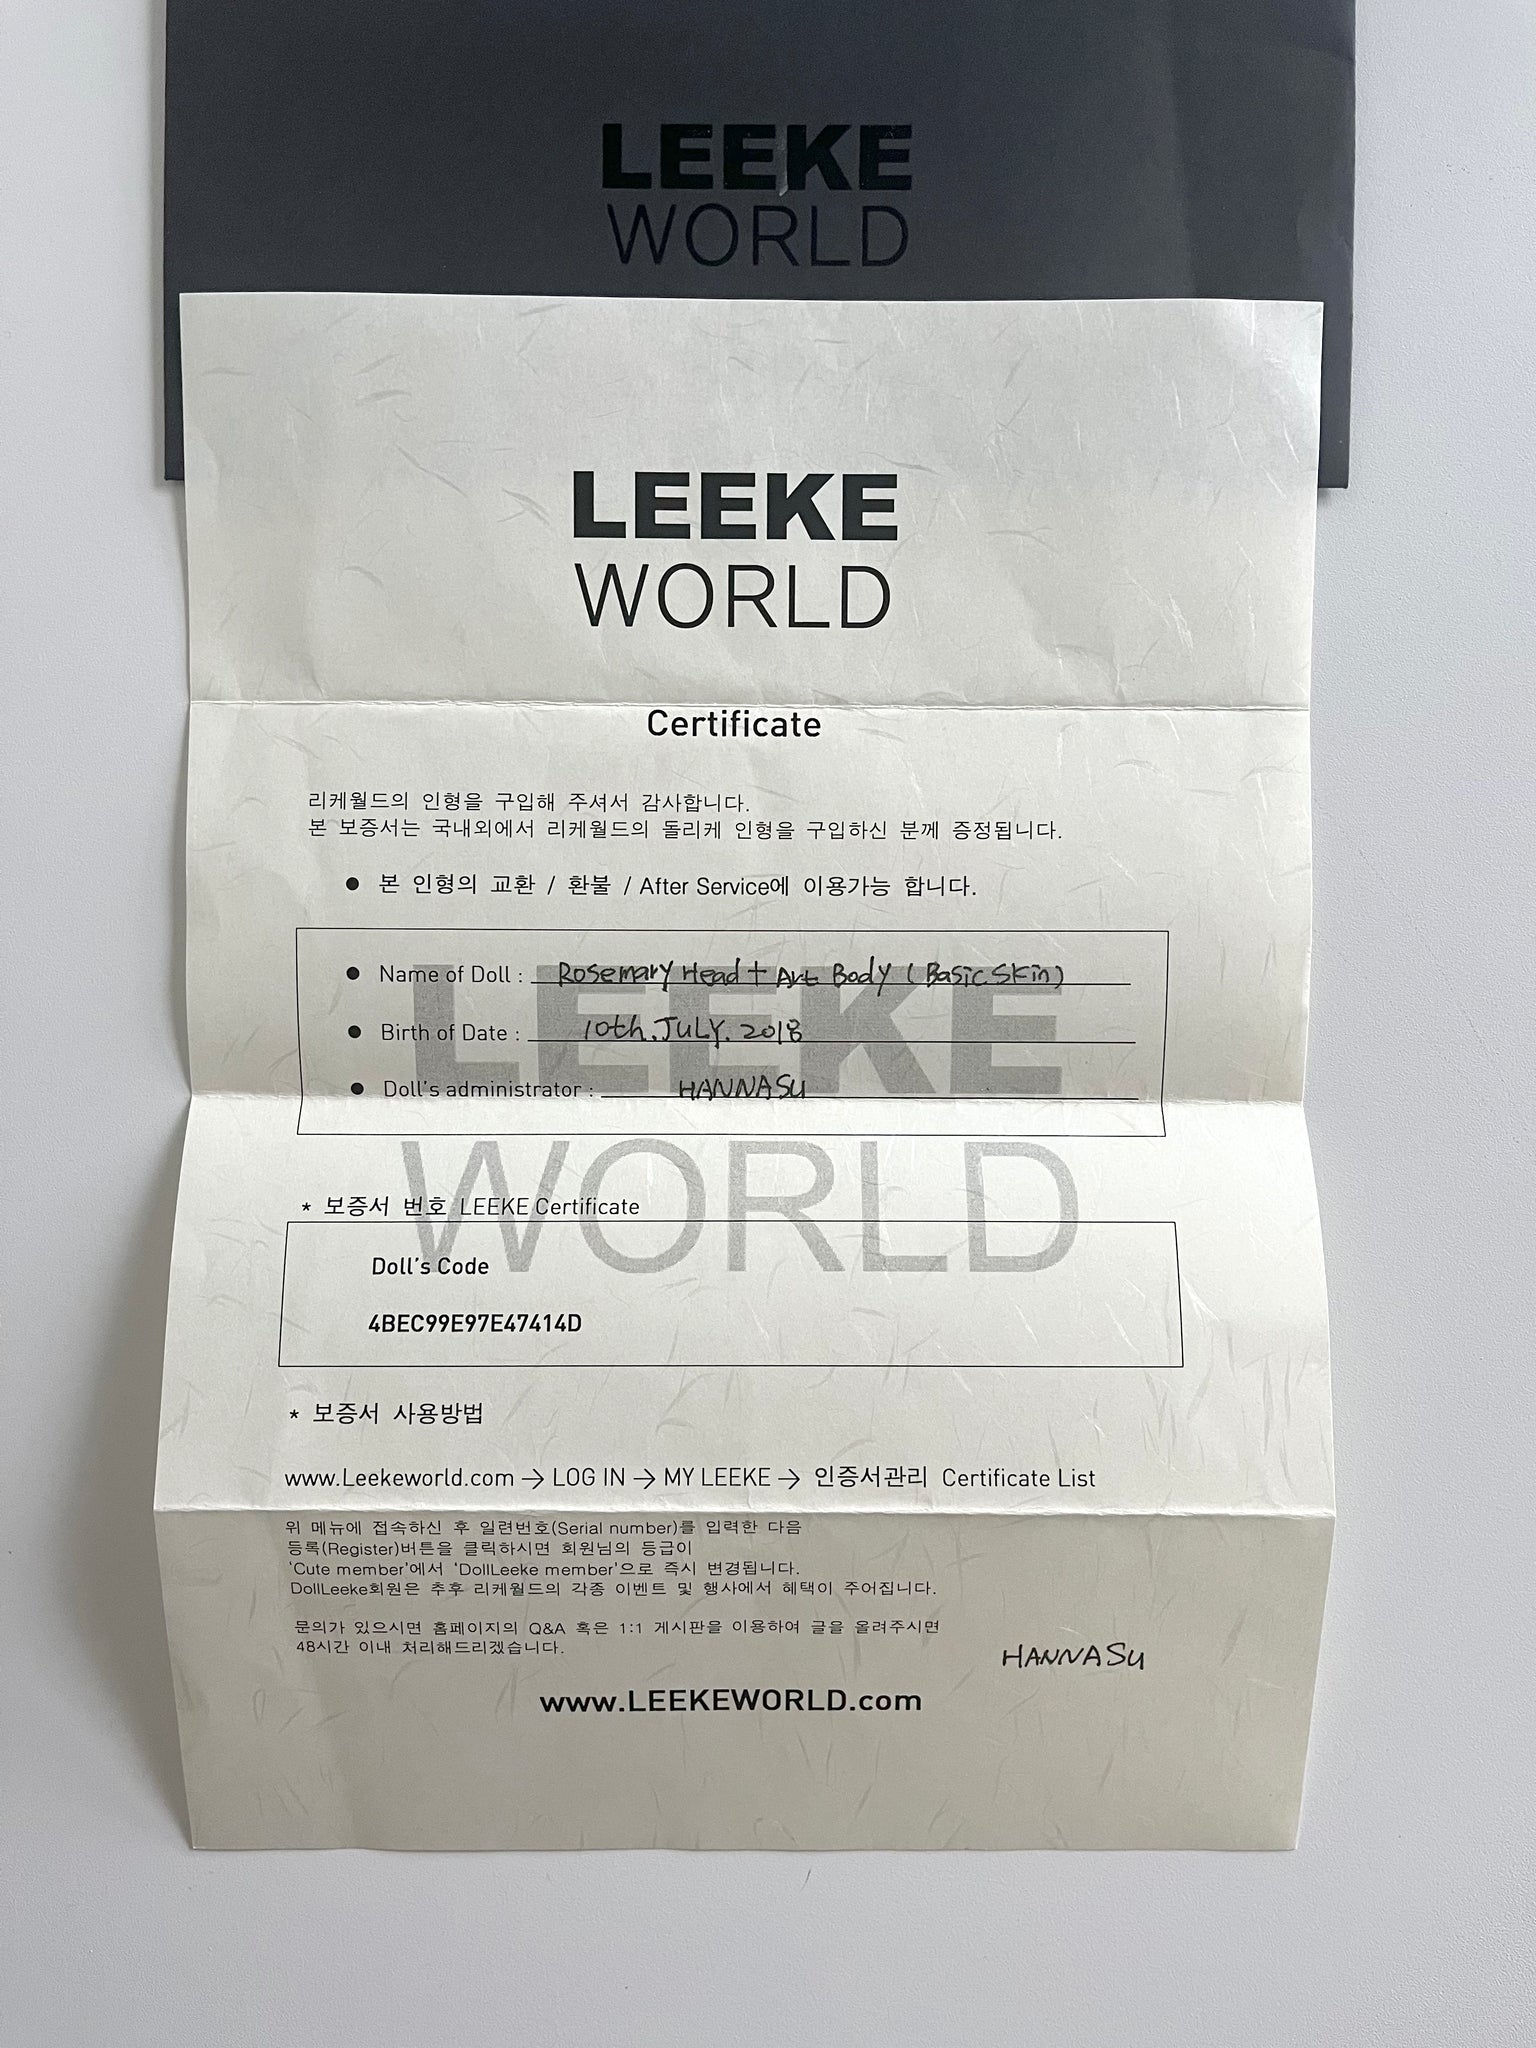 LEEKE
WORLD
LEEKE
WORLD
Certificate
리케월드의 인형을 구입해 주셔서 감사합니다.
본 보증서는 국내외에서 리케월드의 돌리케 인형을 구입하신 분께 증정됩니다.
● 본 인형의 교환 / 환불 / After Service에 이용가능 합니다.
LEEKE
WORLD
● Name of Doll : Rosemary Head + Art Body (Basic.Skin)
● Birth of Date : 10th.JULY.2018
● Doll's administrator : HANNASU
* 보증서 번호 LEEKE Certificate
Doll's Code
4BEC99E97E47414D
* 보증서 사용방법
www.Leekeworld.com → LOG IN → MY LEEKE → 인증서관리 Certificate List
위 메뉴에 접속하신 후 일련번호(Serial number)를 입력한 다음
등록(Register)버튼을 클릭하시면 회원님의 등급이
'Cute member'에서 'DollLeeke member'으로 즉시 변경됩니다.
DollLeeke회원은 추후 리케월드의 각종 이벤트 및 행사에서 혜택이 주어집니다.
문의가 있으시면 홈페이지의 Q&A 혹은 1:1 게시판을 이용하여 글을 올려주시면
48시간 이내 처리해드리겠습니다.
HANNASU
www.LEEKEWORLD.com